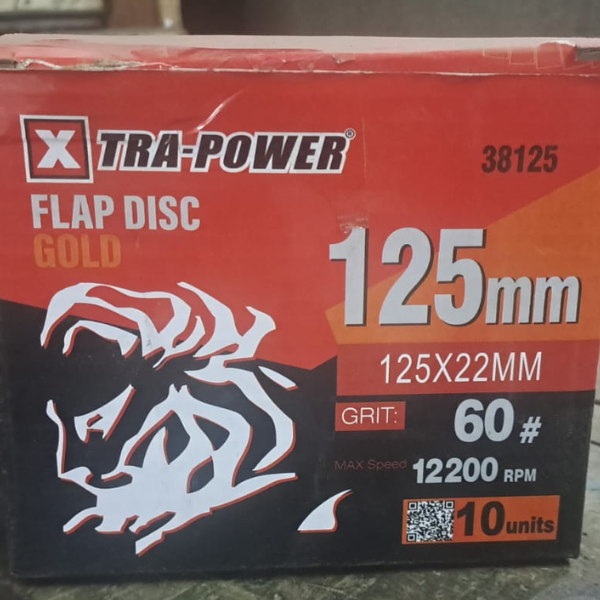 X TRA-POWER®
38125
FLAP DISC
GOLD
125mm
125X22MM
GRIT: 60 #
MAX Speed 12200 RPM
10 units